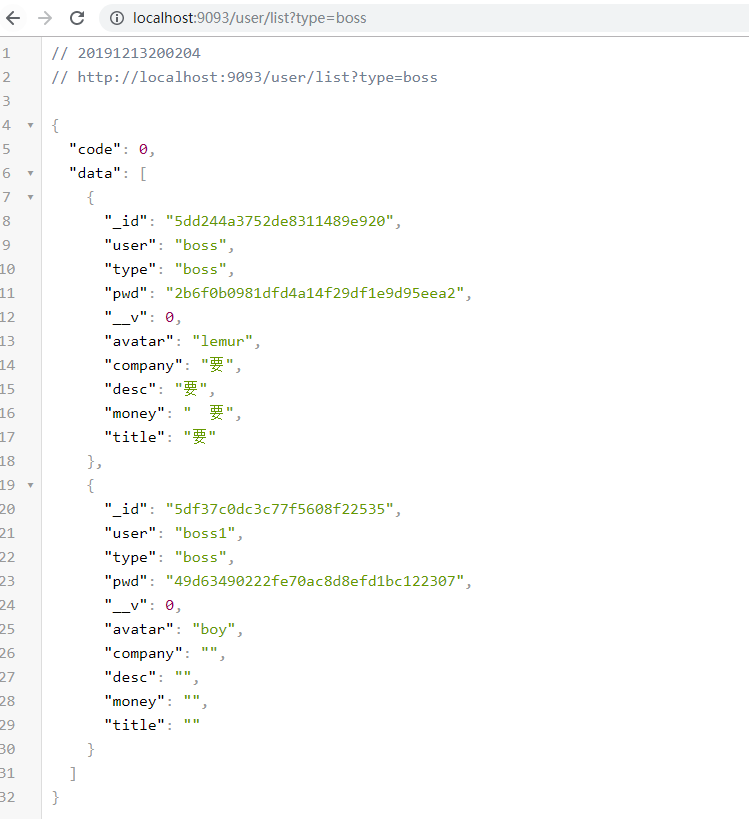 localhost:9093/user/list?type=boss
1 // 20191213200204
2 // http://localhost:9093/user/list?type=boss
3
4 {
5 "code": 0,
6 "data": [
7 {
8 "_id": "5dd244a3752de8311489e920",
9 "user": "boss",
10 "type": "boss",
11 "pwd": "2b6f0b0981dfd4a14f29df1e9d95eea2",
12 "__v": 0,
13 "avatar": "lemur",
14 "company": "要",
15 "desc": "要",
16 "money": "  要",
17 "title": "要"
18 },
19 {
20 "_id": "5df37c0dc3c77f5608f22535",
21 "user": "boss1",
22 "type": "boss",
23 "pwd": "49d63490222fe70ac8d8efd1bc122307",
24 "__v": 0,
25 "avatar": "boy",
26 "company": "",
27 "desc": "",
28 "money": "",
29 "title": ""
30 }
31 ]
32 }